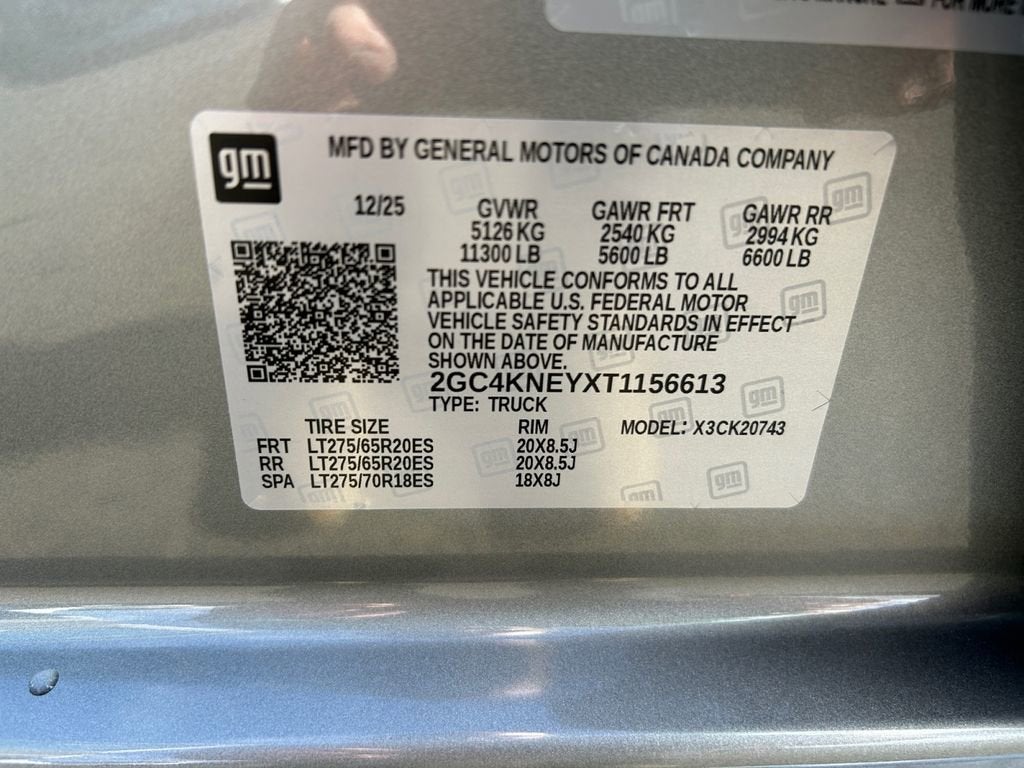 FOR MORE
gm
MFD BY GENERAL MOTORS OF CANADA COMPANY
12/25 GVWR GAWR FRT GAWR RR
5126 KG 2540 KG 2994 KG
11300 LB 5600 LB 6600 LB
THIS VEHICLE CONFORMS TO ALL
APPLICABLE U.S. FEDERAL MOTOR
VEHICLE SAFETY STANDARDS IN EFFECT
ON THE DATE OF MANUFACTURE
SHOWN ABOVE.
2GC4KNEYXT1156613
TYPE: TRUCK
TIRE SIZE RIM MODEL: X3CK20743
FRT LT275/65R20ES 20X8.5J
RR LT275/65R20ES 20X8.5J
SPA LT275/70R18ES 18X8J